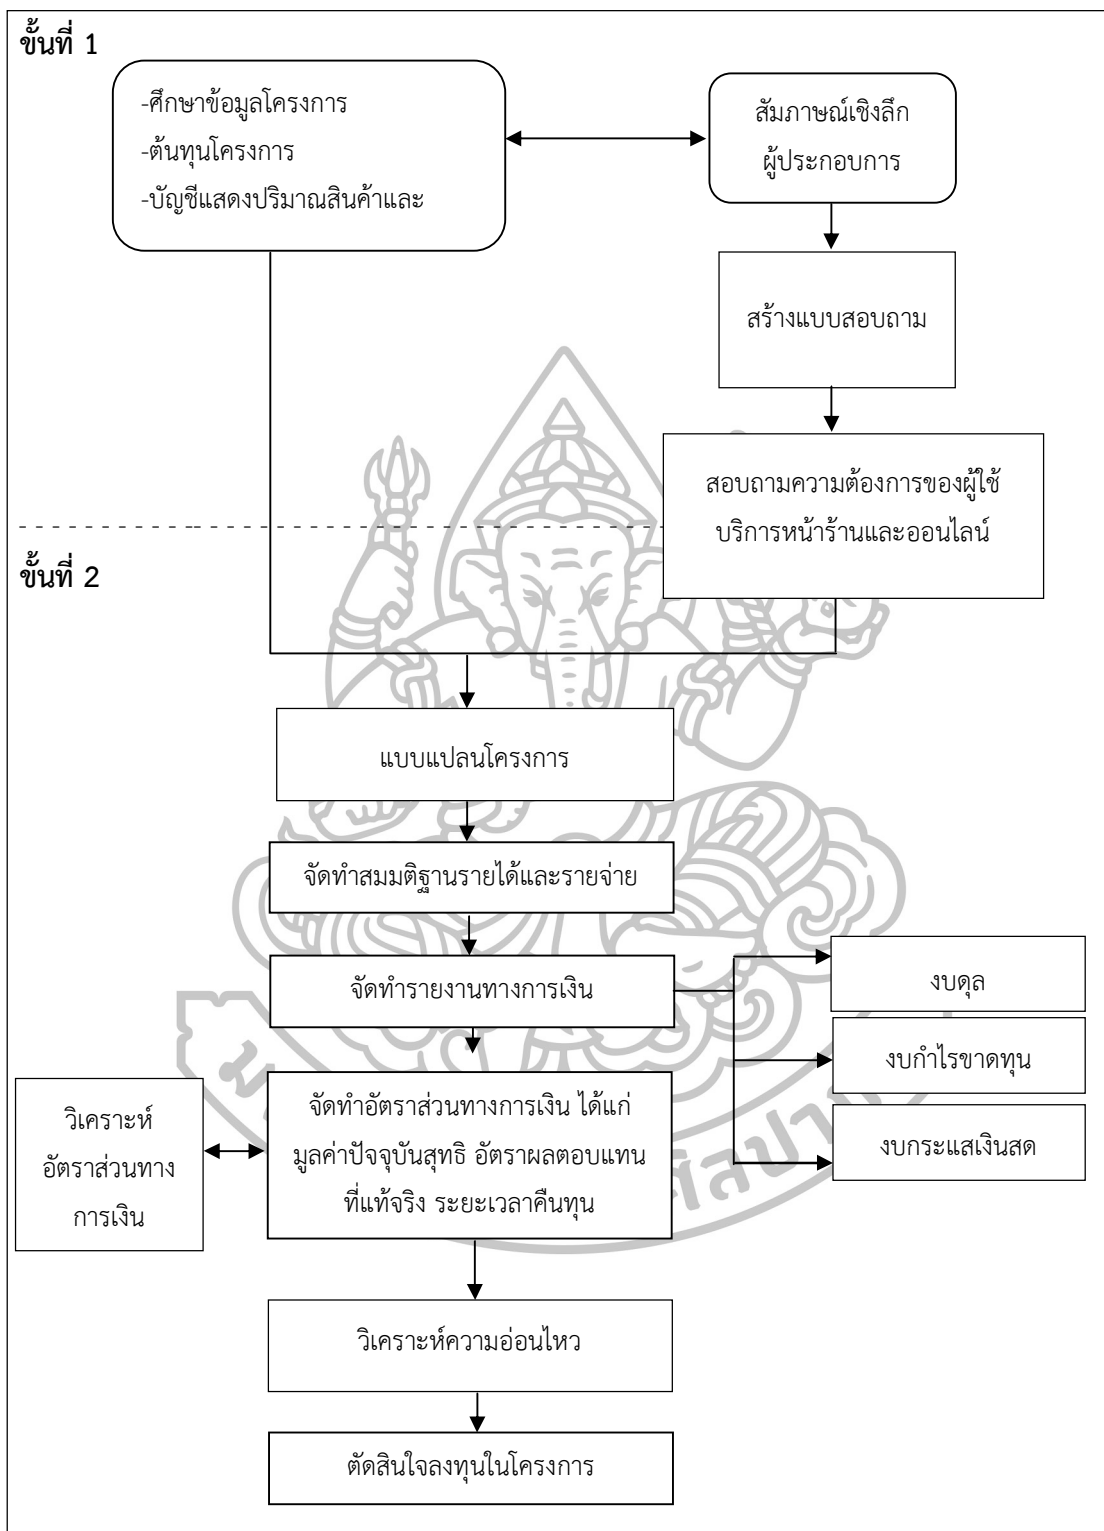 ขั้นที่ 1
-ศึกษาข้อมูลโครงการ
-ต้นทุนโครงการ
-บัญชีแสดงปริมาณสินค้าและ
สัมภาษณ์เชิงลึก
ผู้ประกอบการ
สร้างแบบสอบถาม
สอบถามความต้องการของผู้ใช้
บริการหน้าร้านและออนไลน์
ขั้นที่ 2
แบบแปลนโครงการ
จัดทำสมมติฐานรายได้และรายจ่าย
จัดทำรายงานทางการเงิน
งบดุล
งบกำไรขาดทุน
งบกระแสเงินสด
วิเคราะห์
อัตราส่วนทาง
การเงิน
จัดทำอัตราส่วนทางการเงิน ได้แก่
มูลค่าปัจจุบันสุทธิ อัตราผลตอบแทน
ที่แท้จริง ระยะเวลาคืนทุน
วิเคราะห์ความอ่อนไหว
ตัดสินใจลงทุนในโครงการ